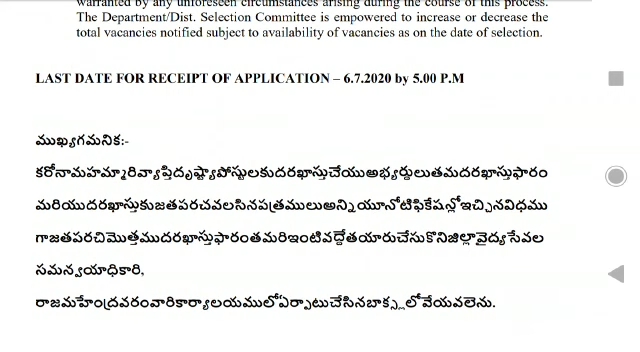 warranted by any unforeseen circumstances arising during the course of this process.
The Department/Dist. Selection Committee is empowered to increase or decrease the
total vacancies notified subject to availability of vacancies as on the date of selection.
LAST DATE FOR RECEIPT OF APPLICATION – 6.7.2020 by 5.00 P.M
ముఖ్యగమనిక:-
కరోనామహమ్మారివ్యాప్తిదృష్ట్యాపోస్టులకుదరఖాస్తుచేయుఅభ్యర్దులుతమదరఖాస్తుఫారం
మరియుదరఖాస్తుకుజతపరచవలసినపత్రములుఅన్నియూనోటిఫికేషన్లోఇచ్చినవిధము
గాజతపరచిమొత్తముదరఖాస్తుఫారంతమరిఇంటివద్దేతయారుచేసుకొనిజిల్లావైద్యసేవల
సమన్వయాధికారి,
రాజమహేంద్రవరంవారికార్యాలయములోఏర్పాటుచేసినబాక్స్లలోవేయవలెను.